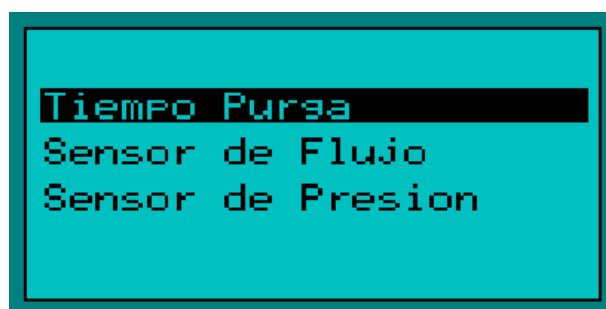 Tiempo Purga
Sensor de Flujo
Sensor de Presion